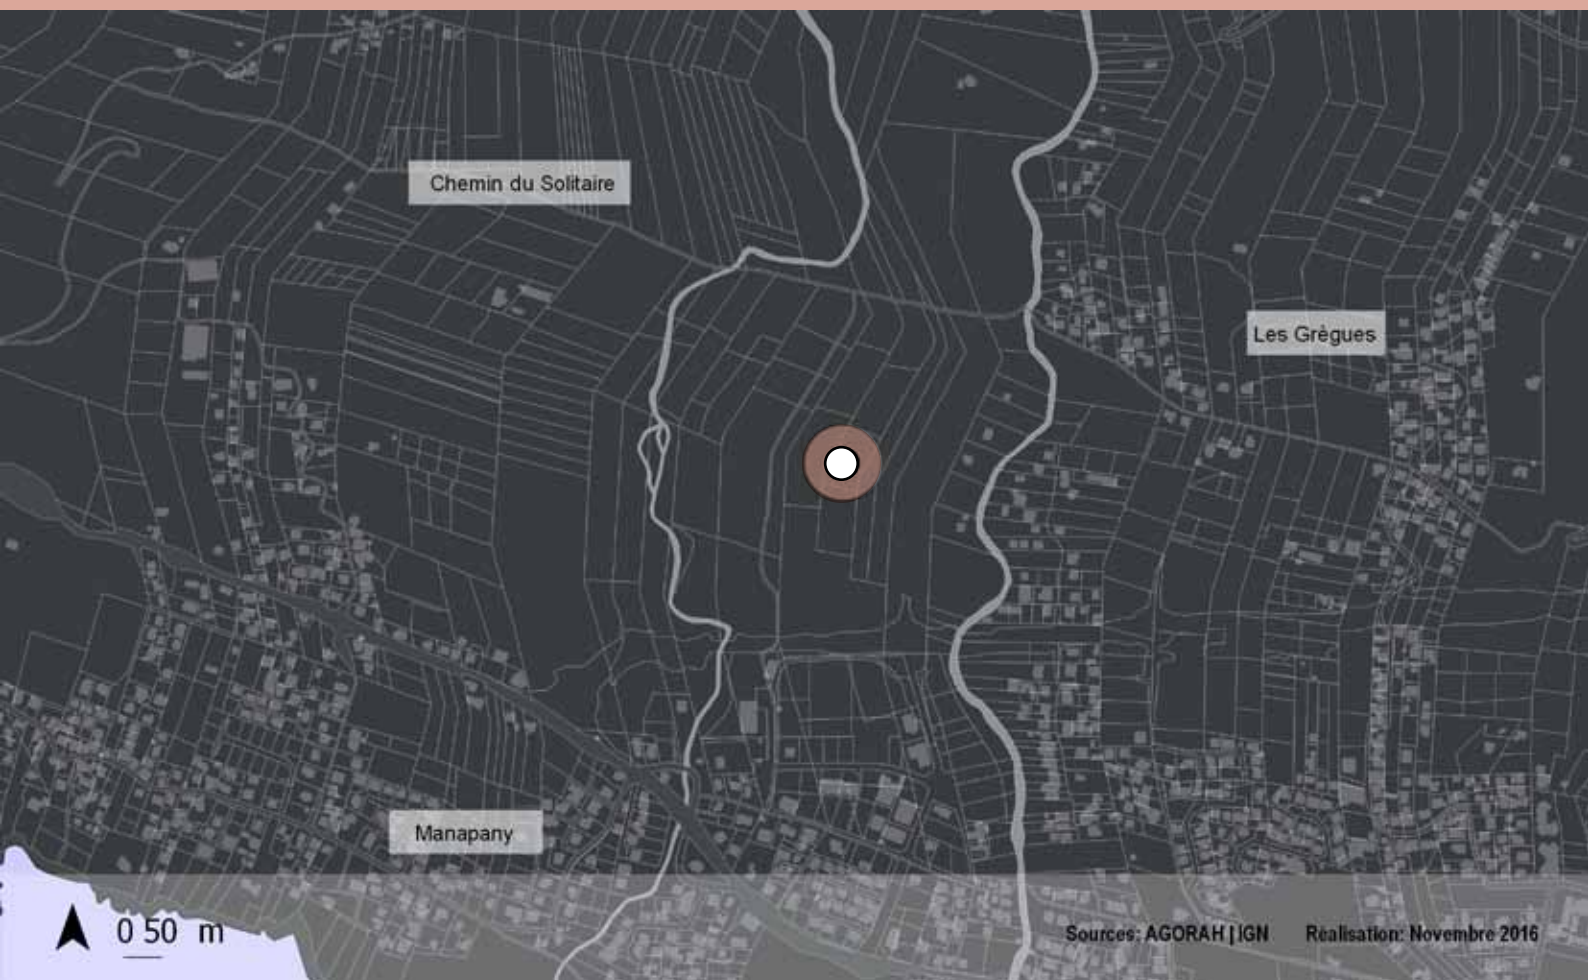 Chemin du Solitaire
Les Grègues
Manapany
0 50 m
Sources: AGORAH | IGN Réalisation: Novembre 2016